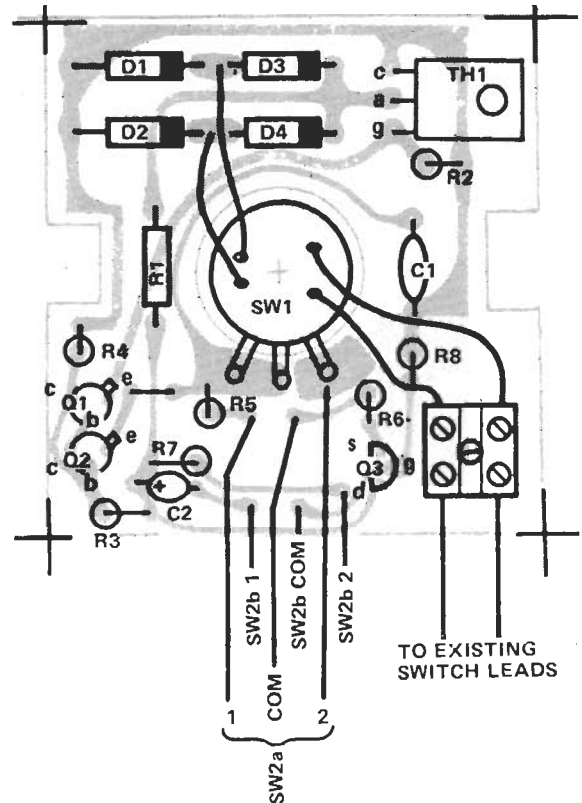 D1
D3
c
TH1
a
D2
D4
g
R2
R1
SW1
C1
R4
R8
c
e
Q1
b
R5
R6
e
s
Q2
R7
Q3
g
c
b
d
+
C2
R3
SW2b 1
SW2b COM
SW2b 2
TO EXISTING
SWITCH LEADS
1
COM
2
SW2a